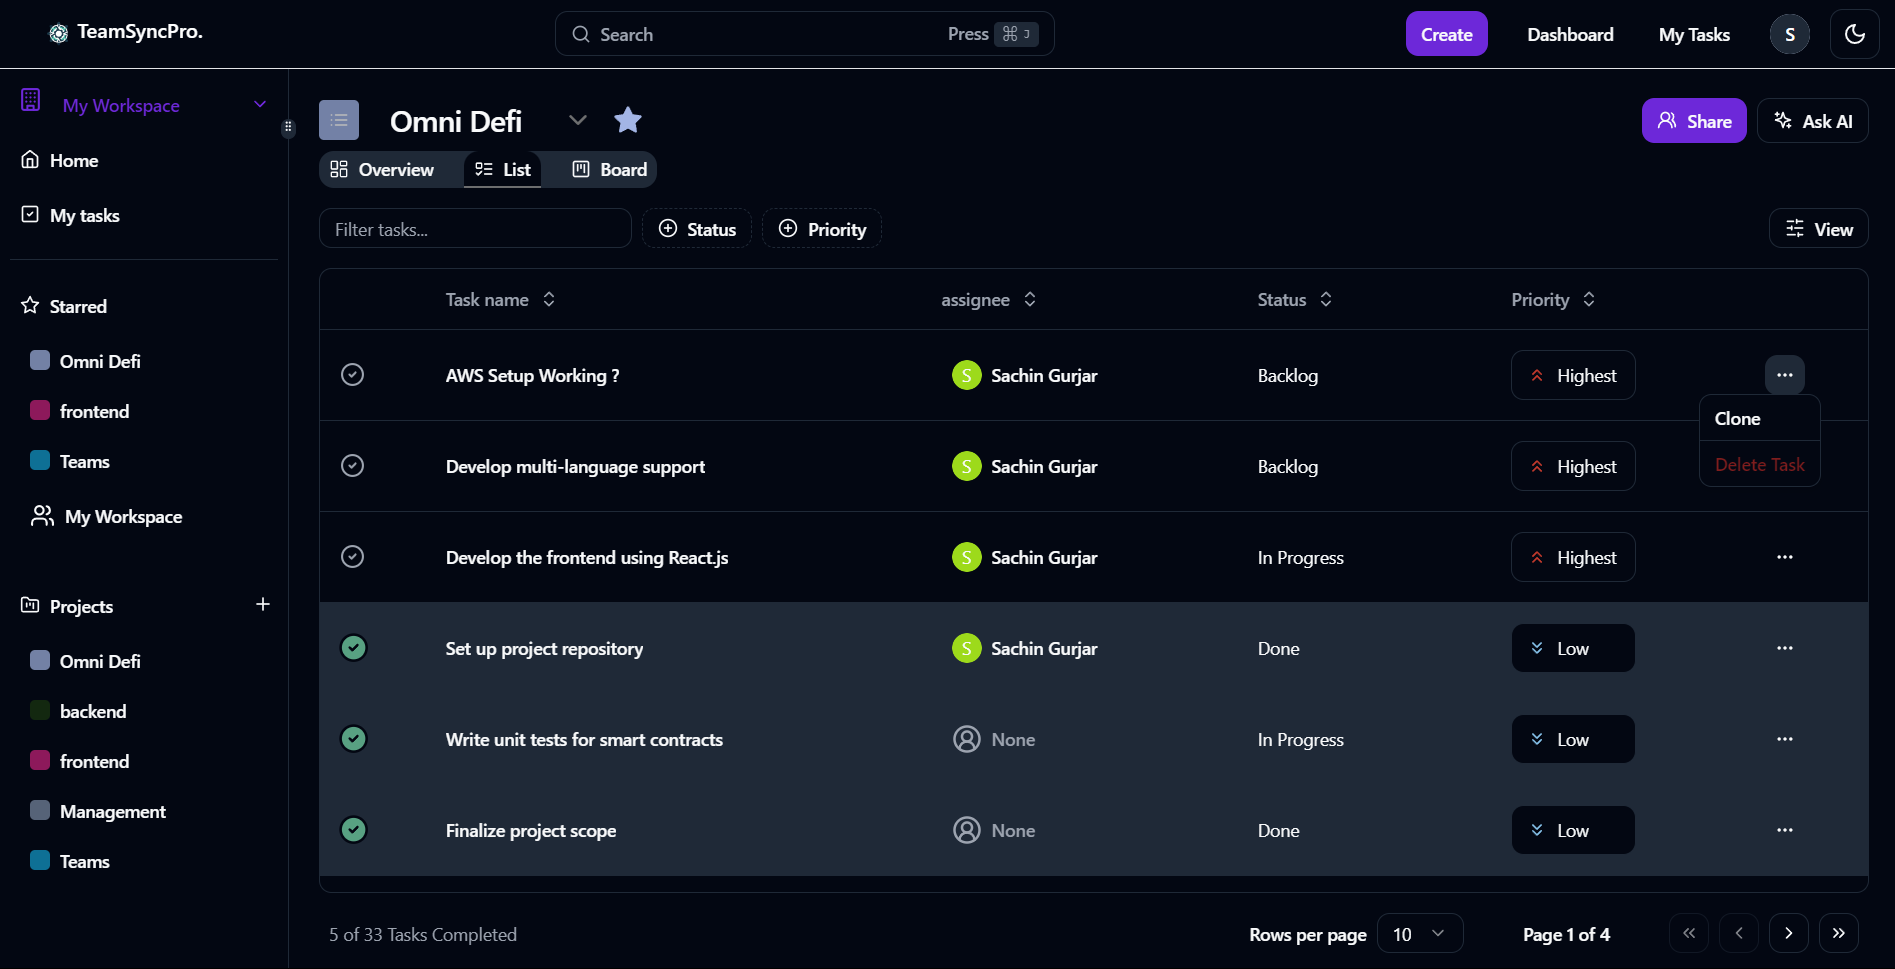 TeamSyncPro.
Search Press ⌘ J
Create Dashboard My Tasks S
My Workspace
Home
My tasks
Starred
Omni Defi
frontend
Teams
My Workspace
Projects
Omni Defi
backend
frontend
Management
Teams
Omni Defi
Share Ask AI
Overview List Board
Filter tasks... Status Priority View
Task name assignee Status Priority
AWS Setup Working ? S Sachin Gurjar Backlog Highest
Clone
Delete Task
Develop multi-language support S Sachin Gurjar Backlog Highest
Develop the frontend using React.js S Sachin Gurjar In Progress Highest
Set up project repository S Sachin Gurjar Done Low
Write unit tests for smart contracts None In Progress Low
Finalize project scope None Done Low
5 of 33 Tasks Completed Rows per page 10 Page 1 of 4